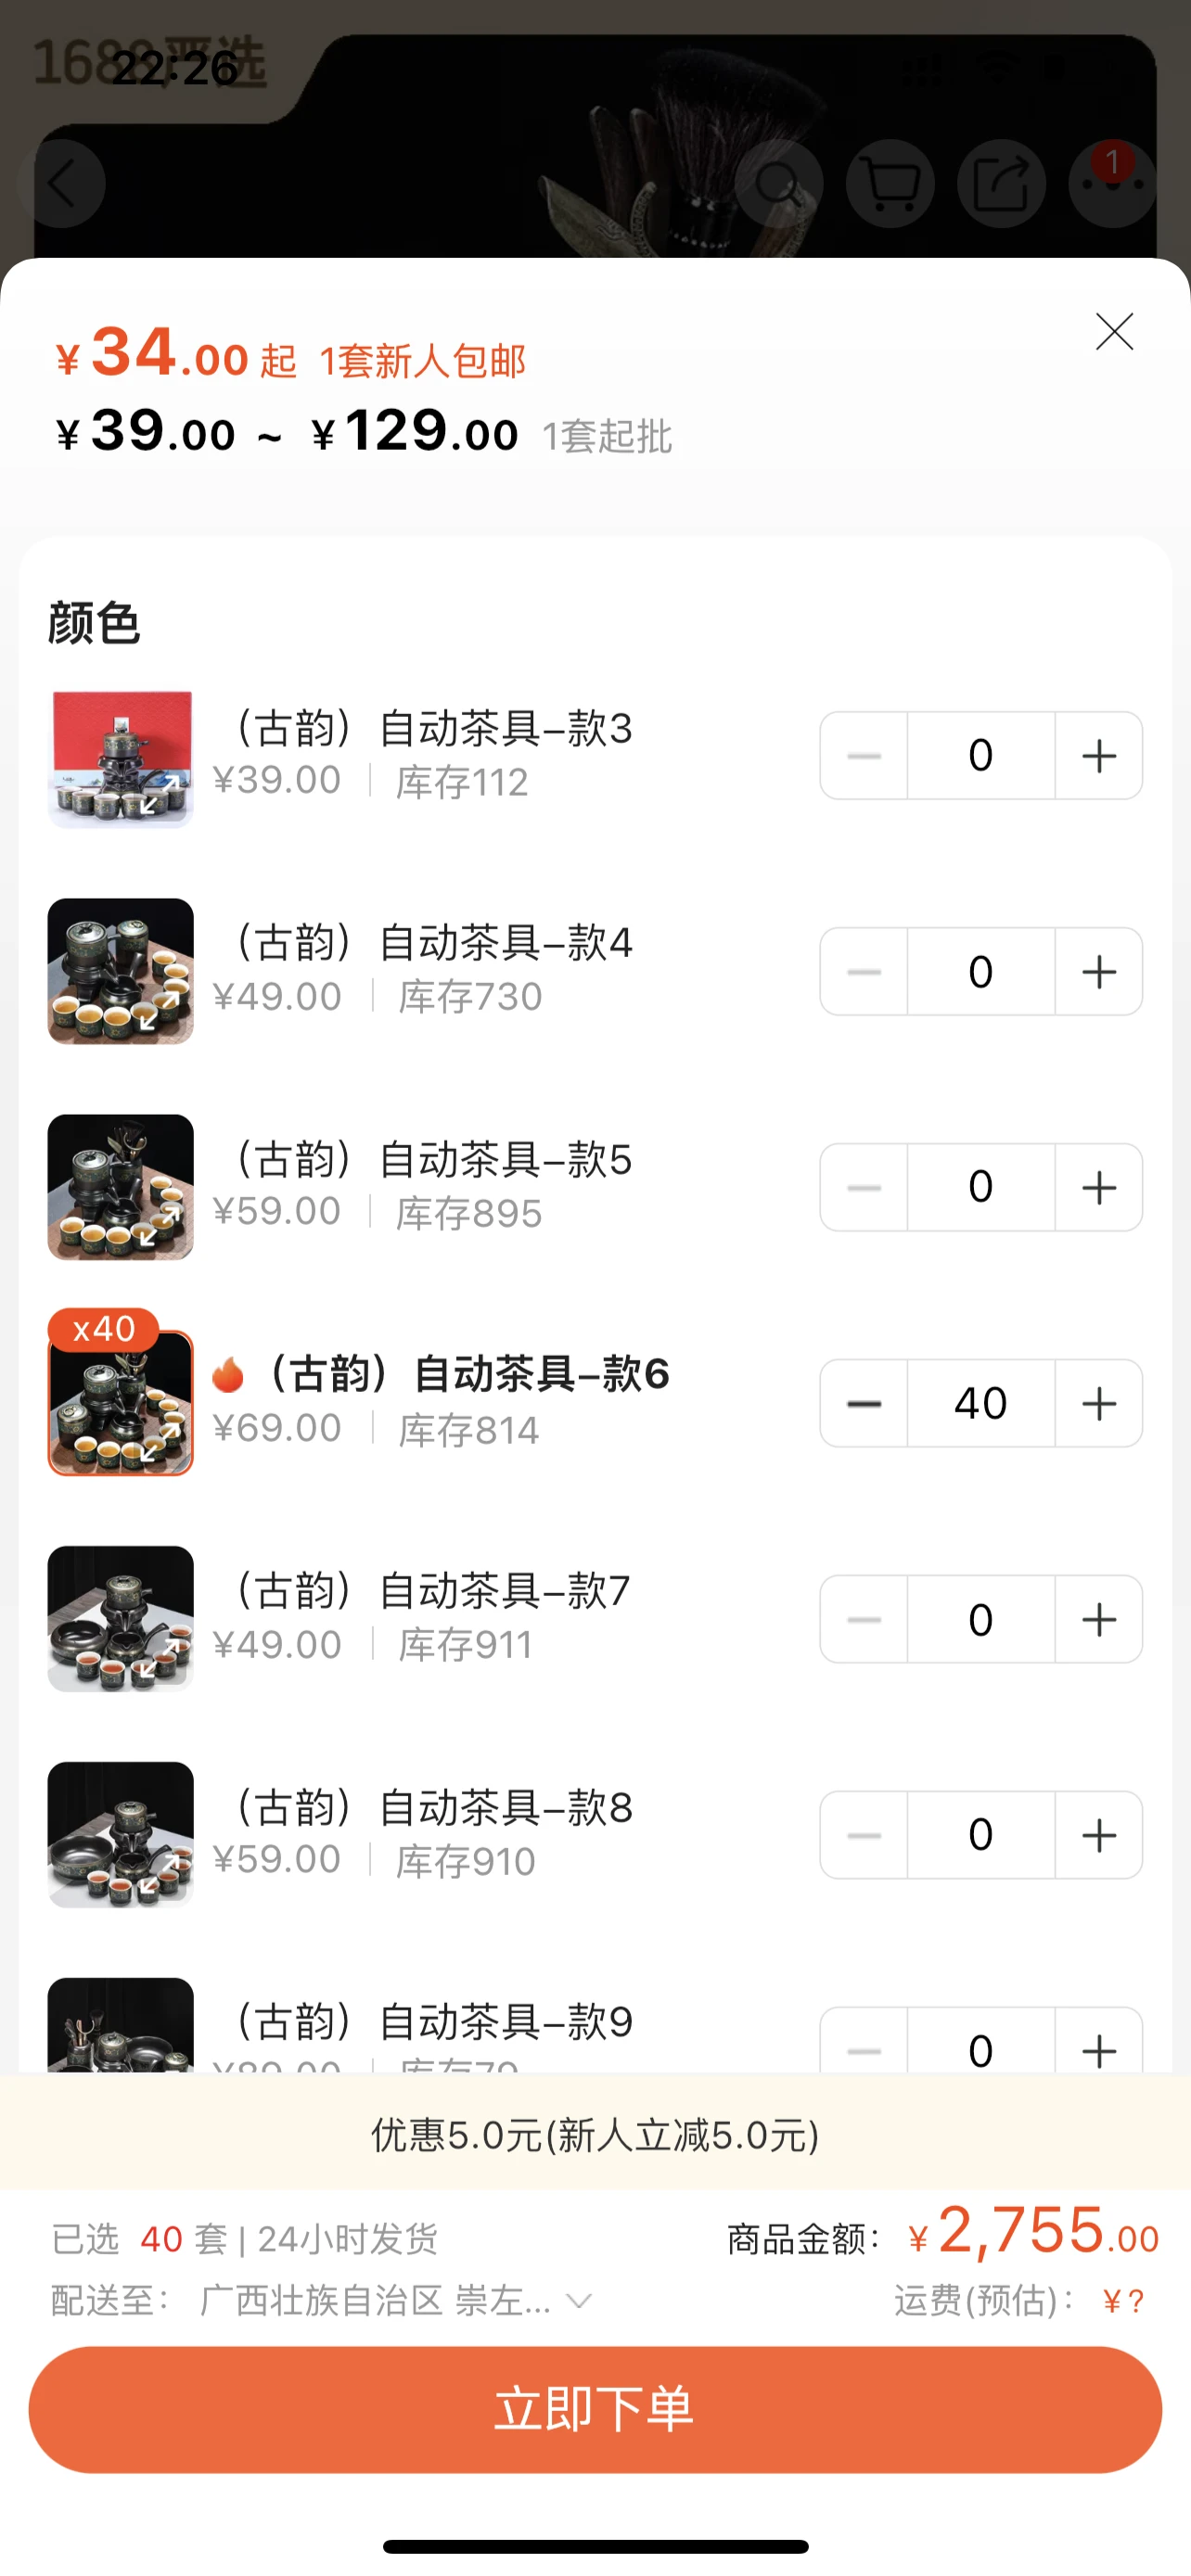 1688严选
22:26
1
¥34.00 起 1套新人包邮
¥39.00 ~ ¥129.00 1套起批
颜色
（古韵）自动茶具–款3
¥39.00 | 库存112
0
（古韵）自动茶具–款4
¥49.00 | 库存730
0
（古韵）自动茶具–款5
¥59.00 | 库存895
0
x40
（古韵）自动茶具–款6
¥69.00 | 库存814
40
（古韵）自动茶具–款7
¥49.00 | 库存911
0
（古韵）自动茶具–款8
¥59.00 | 库存910
0
（古韵）自动茶具–款9
¥89.00 | 库存79
0
优惠5.0元(新人立减5.0元)
已选 40 套 | 24小时发货
商品金额： ¥2,755.00
配送至： 广西壮族自治区 崇左...
运费(预估)： ¥?
立即下单